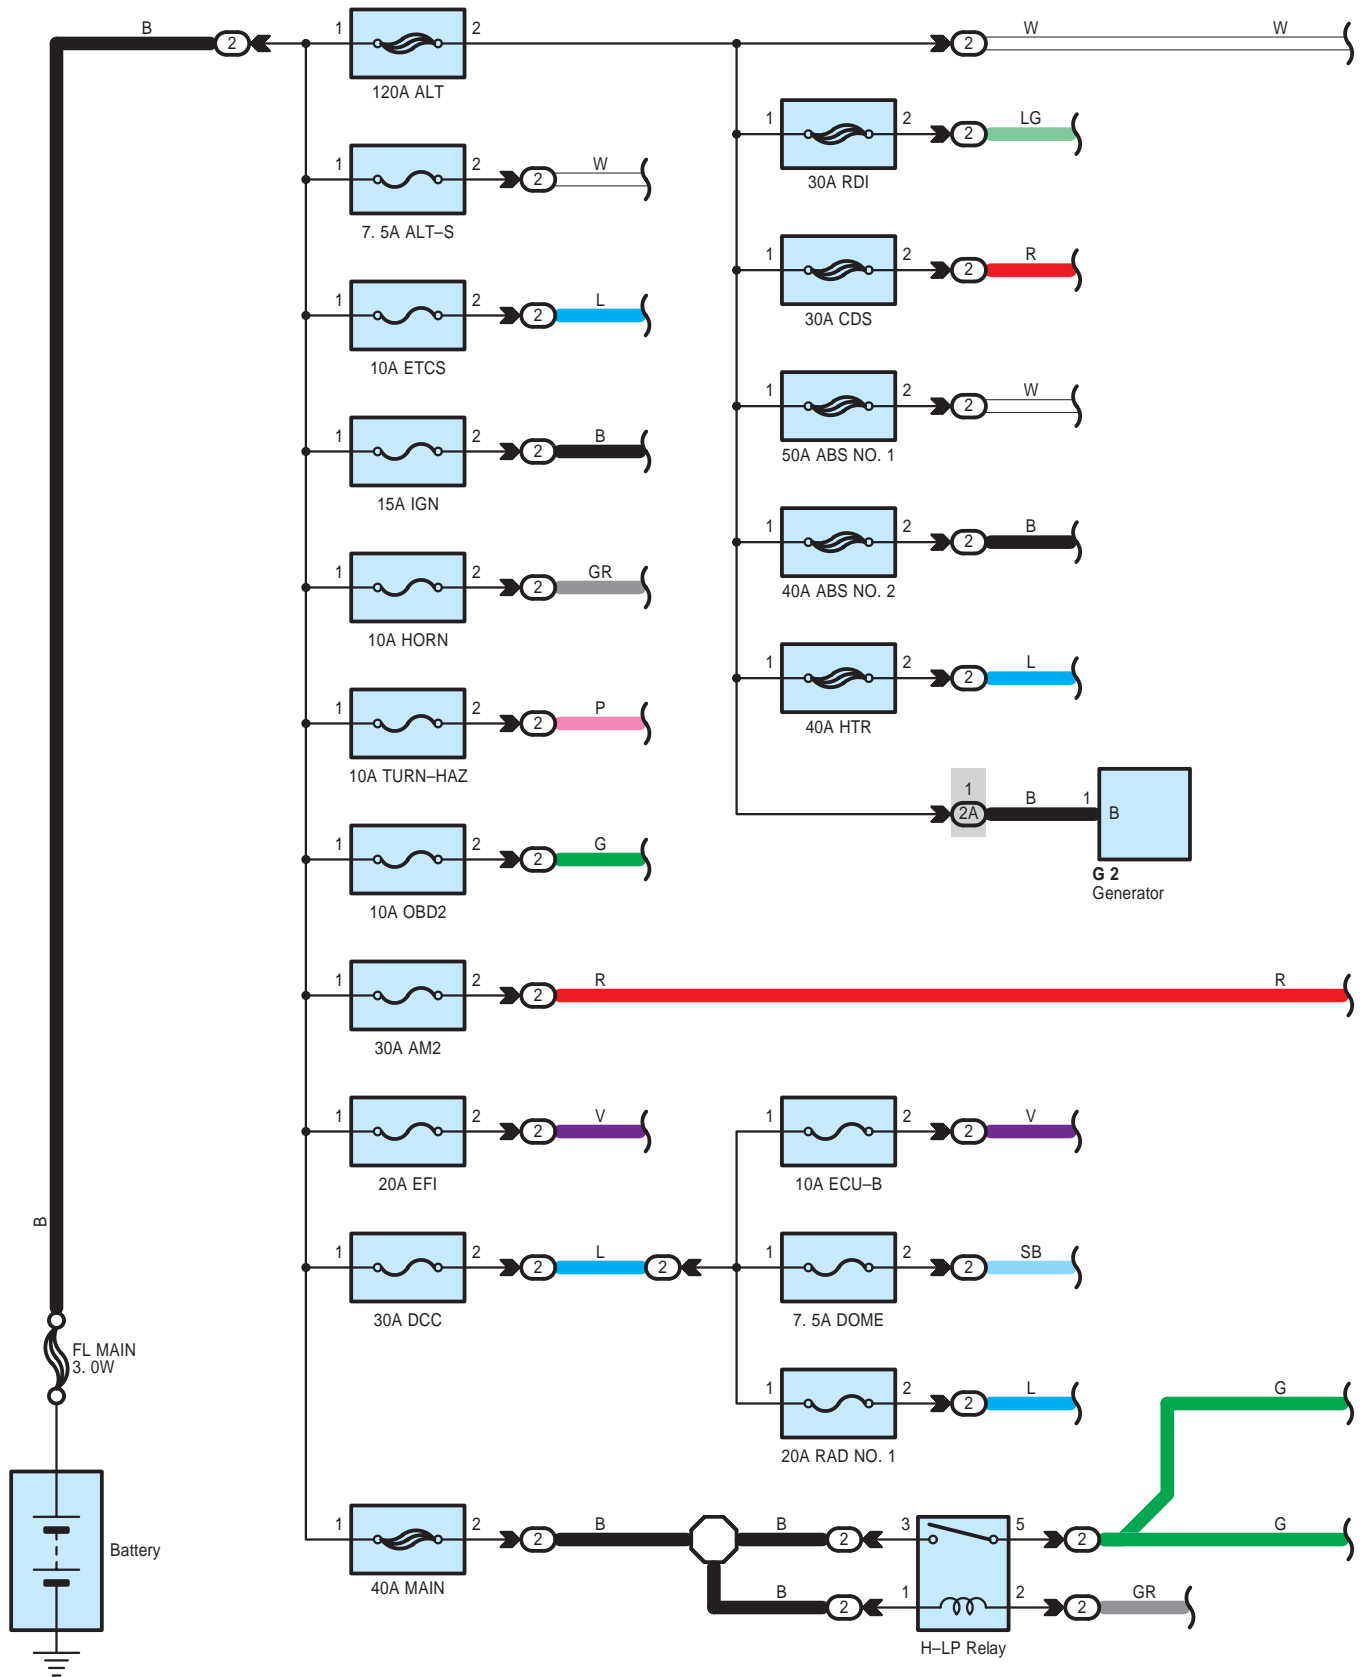 B 2 1 2 2 W W
120A ALT
1 2 2 LG
30A RDI
1 2 2 W
7. 5A ALT–S
1 2 2 R
30A CDS
1 2 2 L
10A ETCS
1 2 2 W
50A ABS NO. 1
1 2 2 B
15A IGN
1 2 2 B
40A ABS NO. 2
1 2 2 GR
10A HORN
1 2 2 L
40A HTR
1 2 2 P
10A TURN–HAZ
1
2A B 1 B
G 2
Generator
1 2 2 G
10A OBD2
1 2 2 R R
30A AM2
1 2 2 V
20A EFI
1 2 2 V
10A ECU–B
B
1 2 2 L 2
30A DCC
1 2 2 SB
7. 5A DOME
FL MAIN
3. 0W
1 2 2 L
20A RAD NO. 1
G
1 2 2 B B 2 3 5 2 G
40A MAIN
Battery
B 2 1 2 2 GR
H–LP Relay